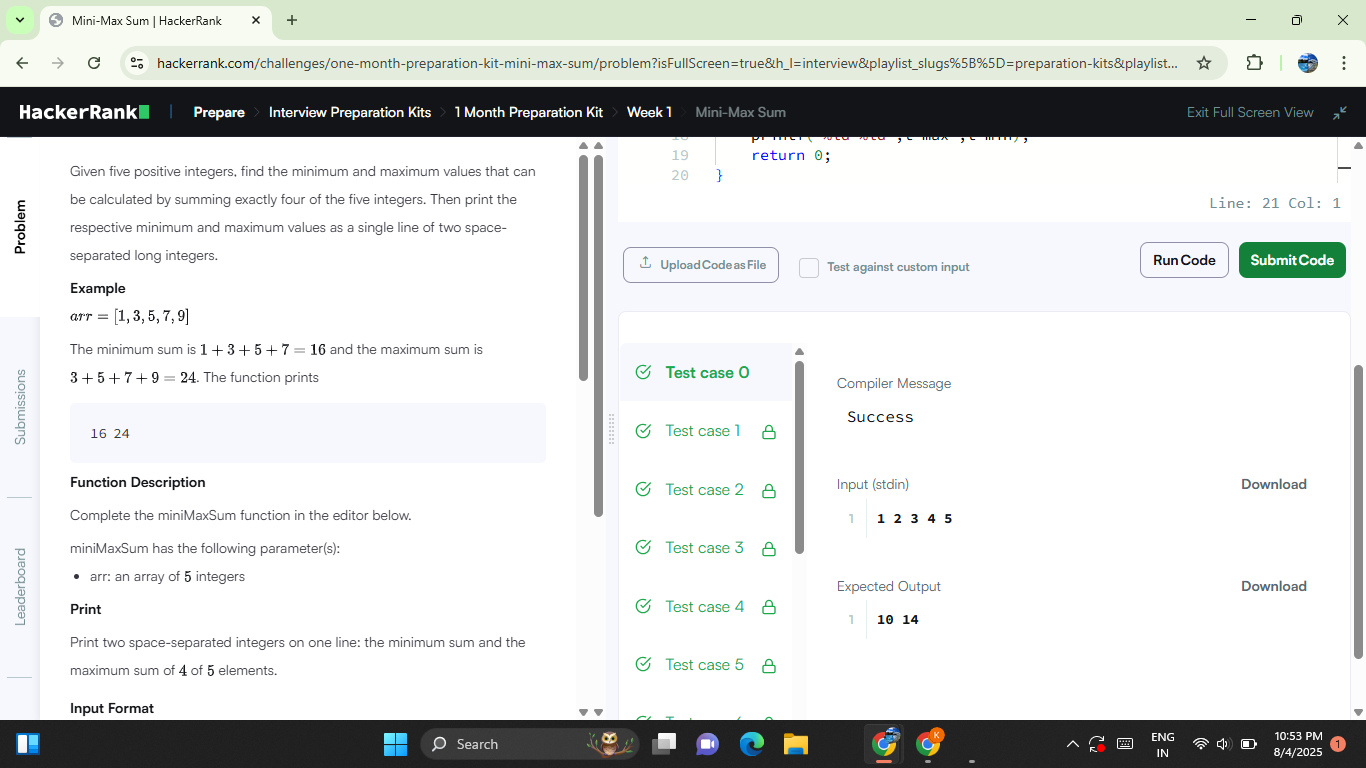 Mini-Max Sum | HackerRank
hackerrank.com/challenges/one-month-preparation-kit-mini-max-sum/problem?isFullScreen=true&h_l=interview&playlist_slugs%5B%5D=preparation-kits&playlist...
HackerRank
Prepare
Interview Preparation Kits
1 Month Preparation Kit
Week 1
Mini-Max Sum
Exit Full Screen View
Problem
Submissions
Leaderboard
Given five positive integers, find the minimum and maximum values that can
be calculated by summing exactly four of the five integers. Then print the
respective minimum and maximum values as a single line of two space-
separated long integers.
Example
arr = [1, 3, 5, 7, 9]
The minimum sum is 1 + 3 + 5 + 7 = 16 and the maximum sum is
3 + 5 + 7 + 9 = 24. The function prints
16 24
Function Description
Complete the miniMaxSum function in the editor below.
miniMaxSum has the following parameter(s):
• arr: an array of 5 integers
Print
Print two space-separated integers on one line: the minimum sum and the
maximum sum of 4 of 5 elements.
Input Format
19 return 0;
20 }
Line: 21 Col: 1
Upload Code as File
Test against custom input
Run Code
Submit Code
Test case 0
Test case 1
Test case 2
Test case 3
Test case 4
Test case 5
Compiler Message
Success
Input (stdin)
Download
1 1 2 3 4 5
Expected Output
Download
1 10 14
Search
K
ENG
IN
10:53 PM
8/4/2025
1